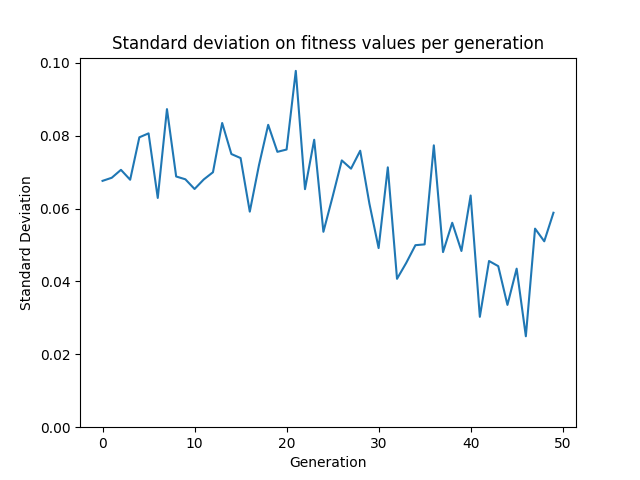 Standard deviation on fitness values per generation
0.10
0.08
0.06
0.04
0.02
0.00
Standard Deviation
0 10 20 30 40 50
Generation